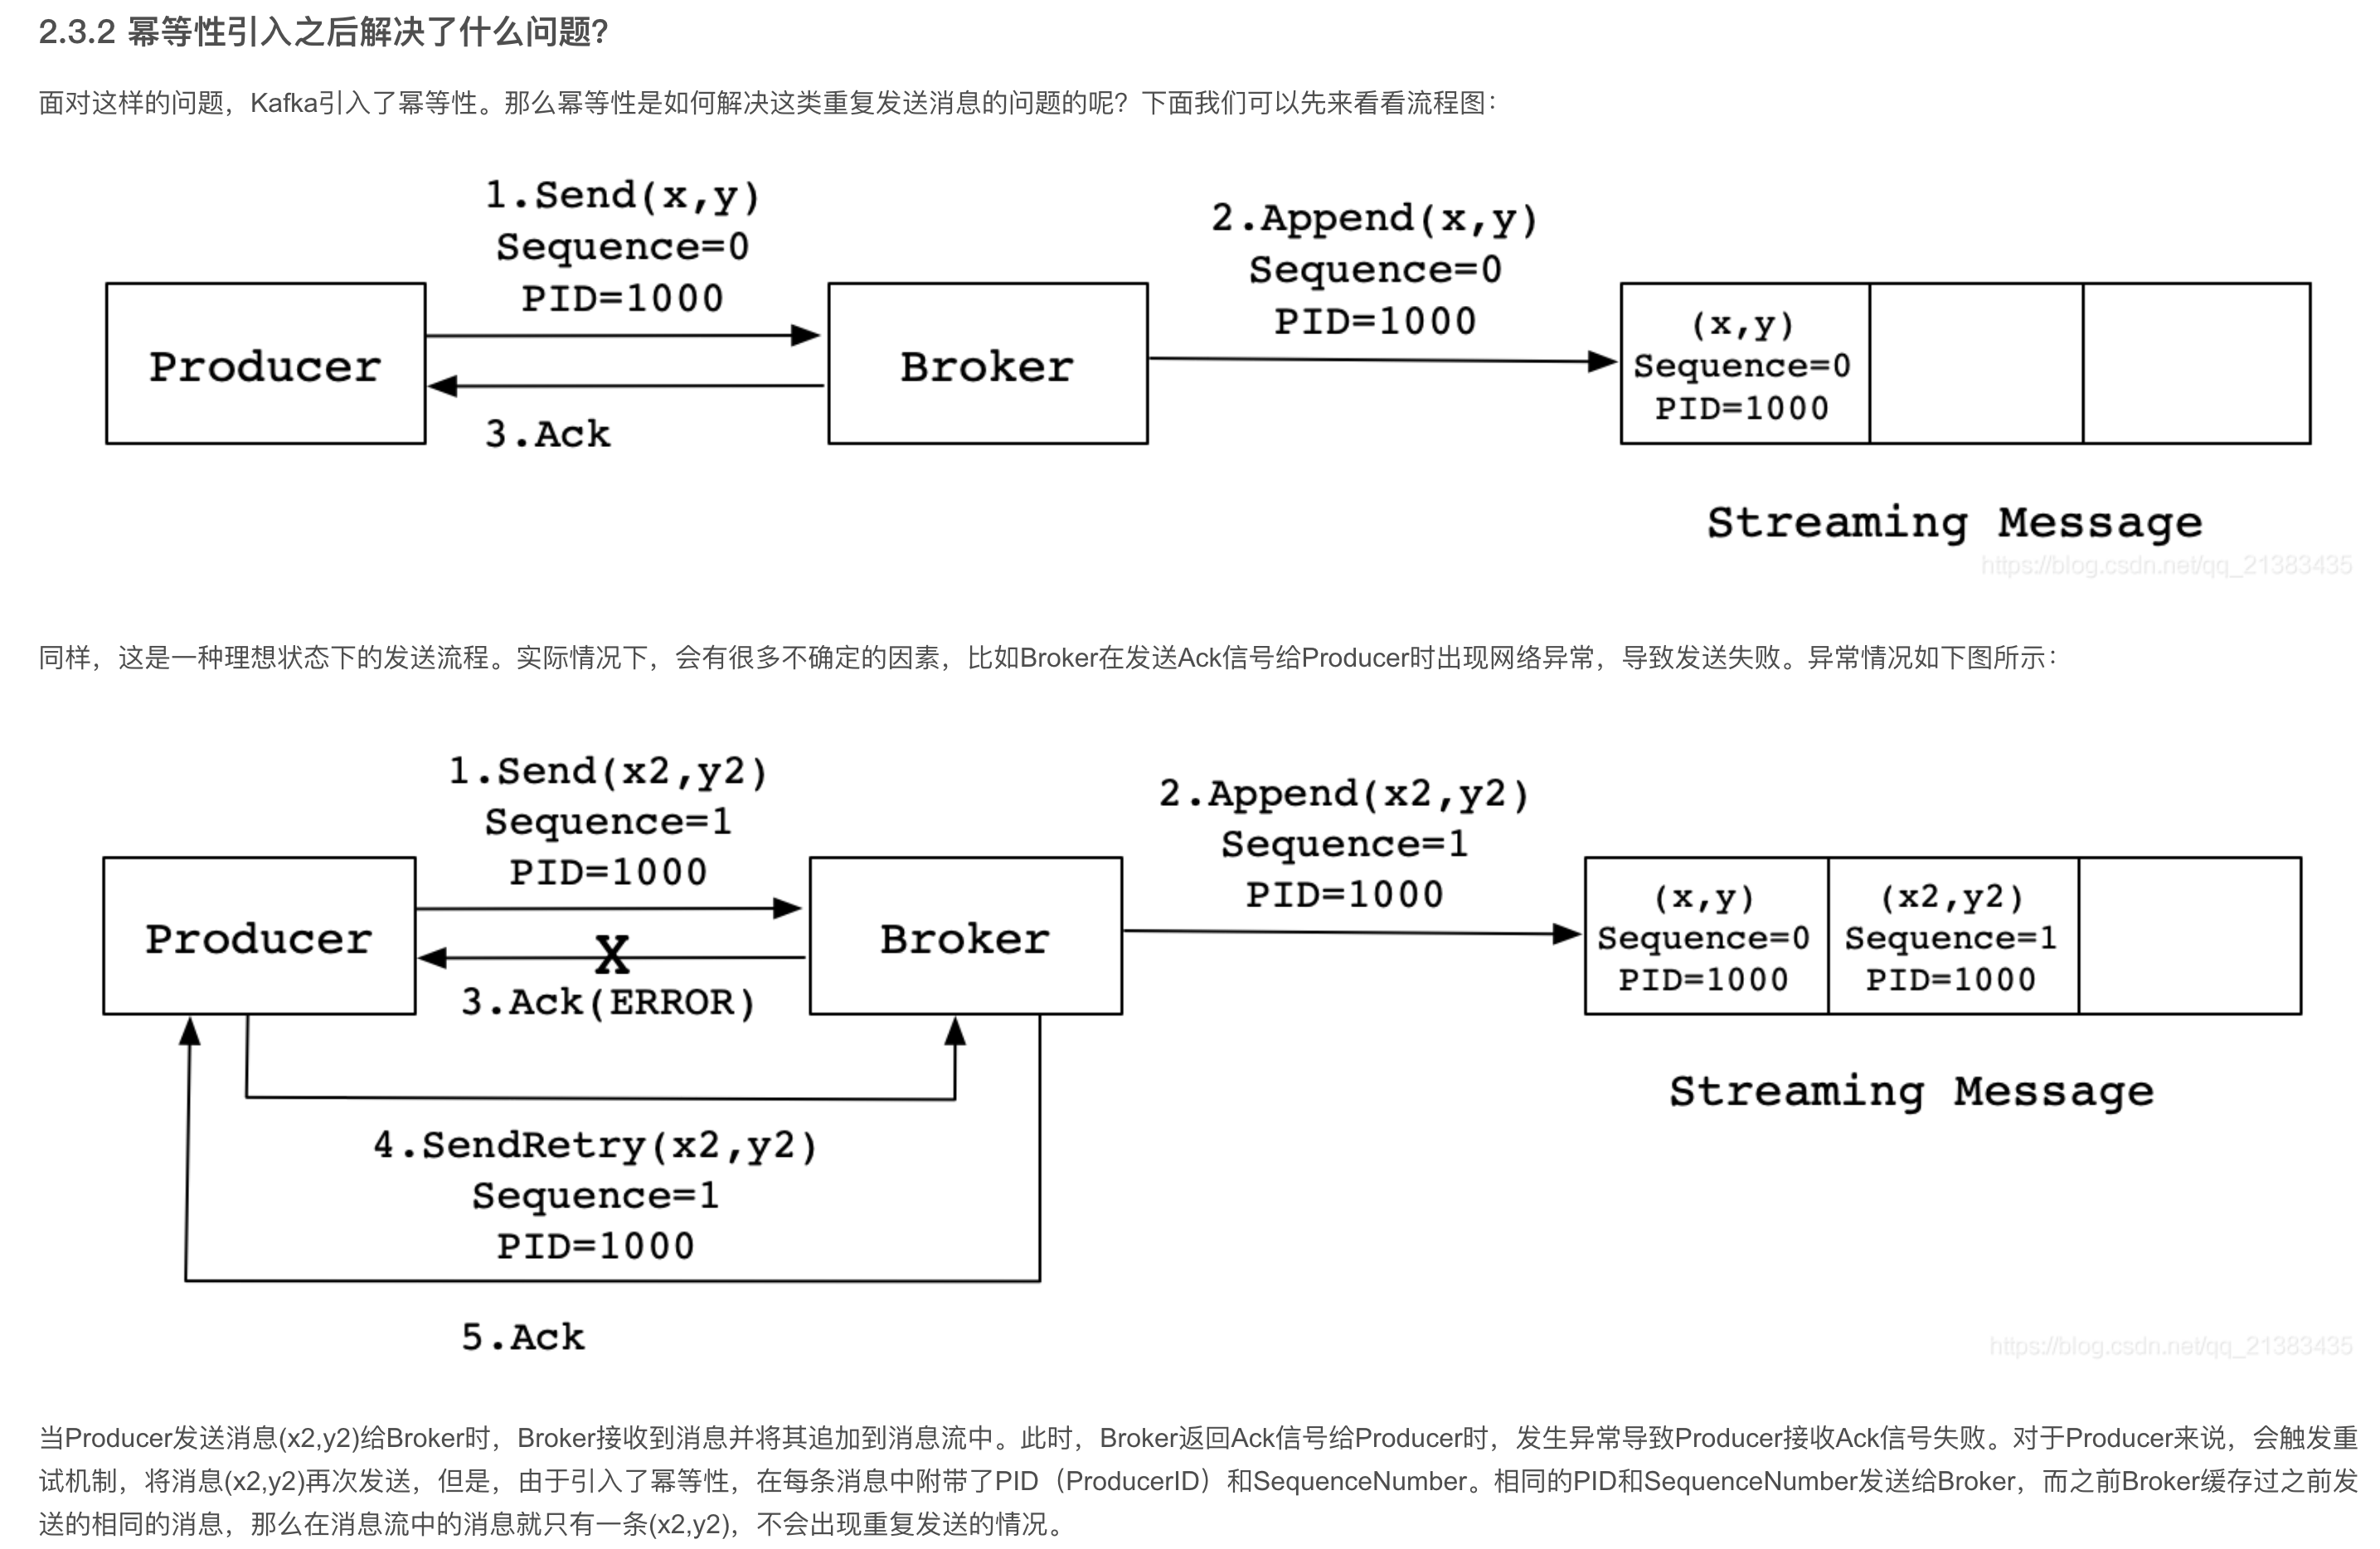 2.3.2 幂等性引入之后解决了什么问题？
面对这样的问题，Kafka引入了幂等性。那么幂等性是如何解决这类重复发送消息的问题的呢？下面我们可以先来看看流程图：
1.Send(x,y)
Sequence=0
PID=1000
2.Append(x,y)
Sequence=0
PID=1000
Producer
Broker
(x,y)
Sequence=0
PID=1000
3.Ack
Streaming Message
https://blog.csdn.net/qq_21383435
同样，这是一种理想状态下的发送流程。实际情况下，会有很多不确定的因素，比如Broker在发送Ack信号给Producer时出现网络异常，导致发送失败。异常情况如下图所示：
1.Send(x2,y2)
Sequence=1
PID=1000
2.Append(x2,y2)
Sequence=1
PID=1000
Producer
X
Broker
(x,y)
Sequence=0
PID=1000
(x2,y2)
Sequence=1
PID=1000
3.Ack(ERROR)
Streaming Message
4.SendRetry(x2,y2)
Sequence=1
PID=1000
5.Ack
https://blog.csdn.net/qq_21383435
当Producer发送消息(x2,y2)给Broker时，Broker接收到消息并将其追加到消息流中。此时，Broker返回Ack信号给Producer时，发生异常导致Producer接收Ack信号失败。对于Producer来说，会触发重
试机制，将消息(x2,y2)再次发送，但是，由于引入了幂等性，在每条消息中附带了PID（ProducerID）和SequenceNumber。相同的PID和SequenceNumber发送给Broker，而之前Broker缓存过之前发
送的相同的消息，那么在消息流中的消息就只有一条(x2,y2)，不会出现重复发送的情况。